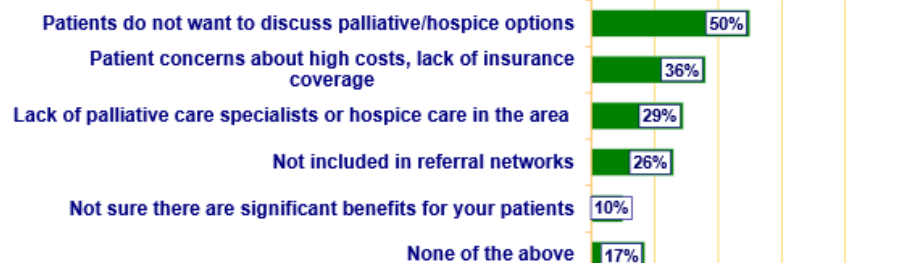 Patients do not want to discuss palliative/hospice options 50%
Patient concerns about high costs, lack of insurance
coverage 36%
Lack of palliative care specialists or hospice care in the area 29%
Not included in referral networks 26%
Not sure there are significant benefits for your patients 10%
None of the above 17%